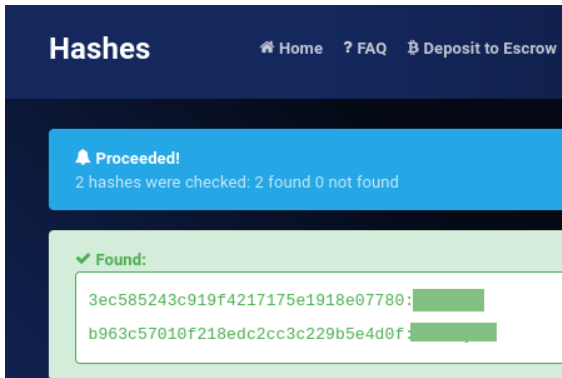 Hashes
Home ? FAQ Deposit to Escrow
Proceeded!
2 hashes were checked: 2 found 0 not found
Found:
3ec585243c919f4217175e1918e07780:
b963c57010f218edc2cc3c229b5e4d0f: